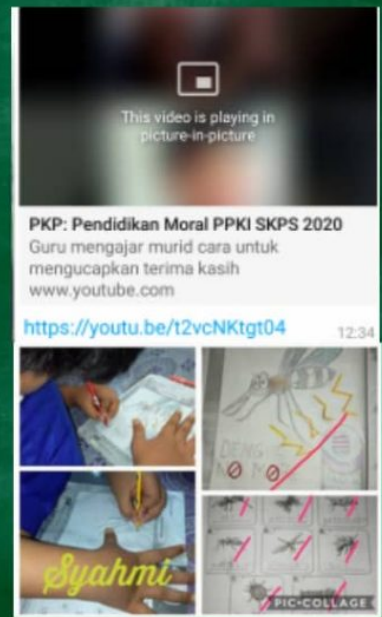 This video is playing in
picture-in-picture
PKP: Pendidikan Moral PPKI SKPS 2020
Guru mengajar murid cara untuk
mengucapkan terima kasih
www.youtube.com
https://youtu.be/t2vcNKtgt04
12:34
DENGUE
Syahmi
PIC-COLLAGE